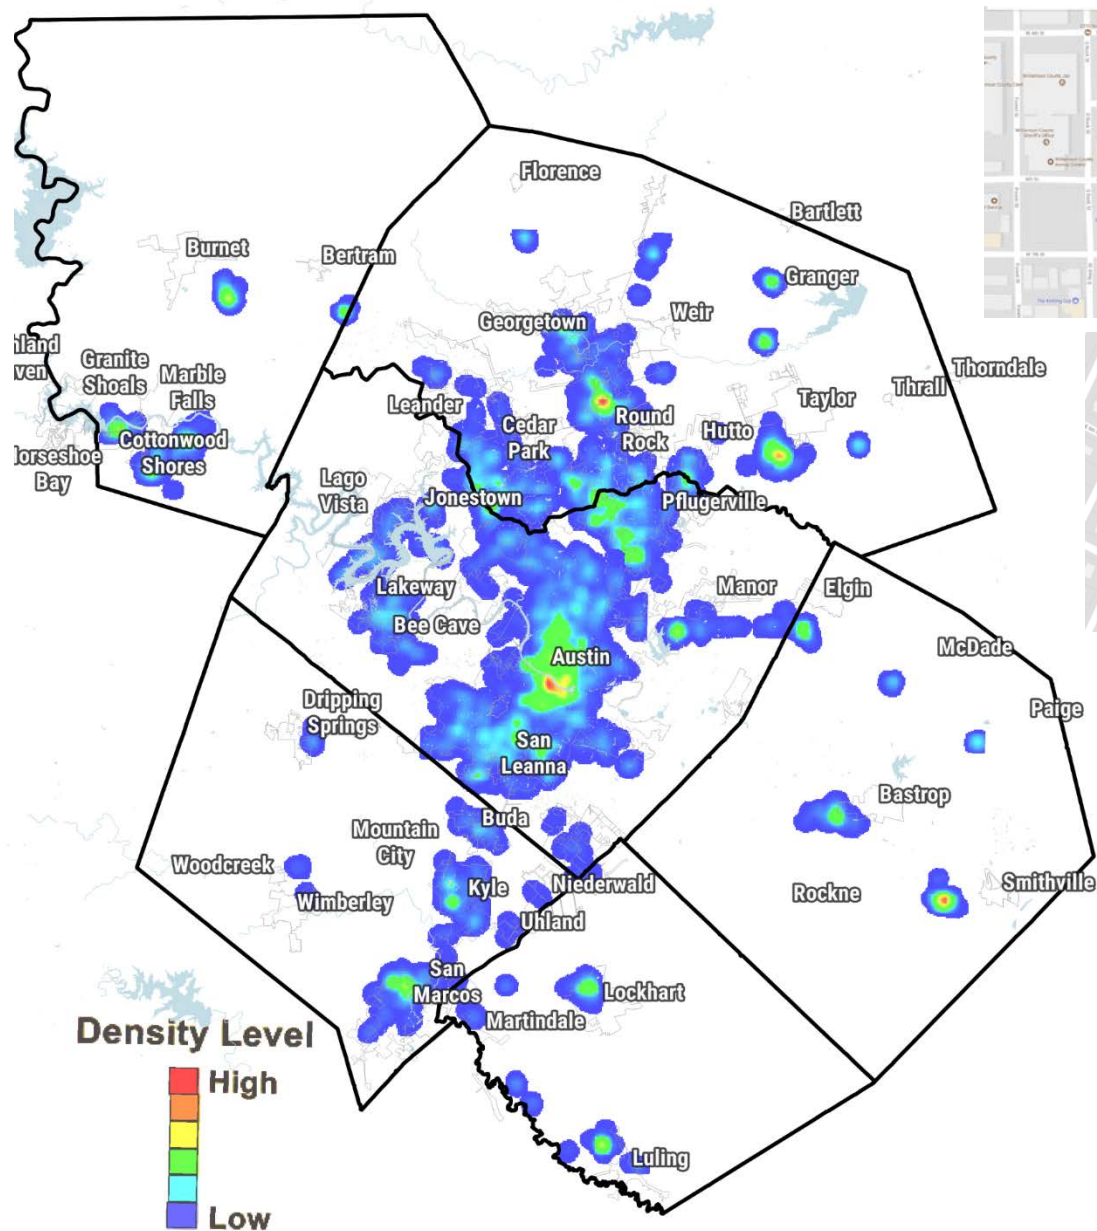 Florence
Bartlett
Burnet
Bertram
Granger
Weir
Georgetown
Granite
Shoals
Marble
Falls
Thorndale
Thrall
Taylor
Leander
Cedar
Park
Round
Rock
Hutto
Cottonwood
Shores
Horseshoe
Bay
Lago
Vista
Jonestown
Pflugerville
Lakeway
Manor
Elgin
Bee Cave
McDade
Austin
Paige
Dripping
Springs
San
Leanna
Bastrop
Buda
Mountain
City
Woodcreek
Kyle
Niederwald
Rockne
Smithville
Wimberley
Uhland
San
Marcos
Lockhart
Martindale
Luling
Density Level
High
Low